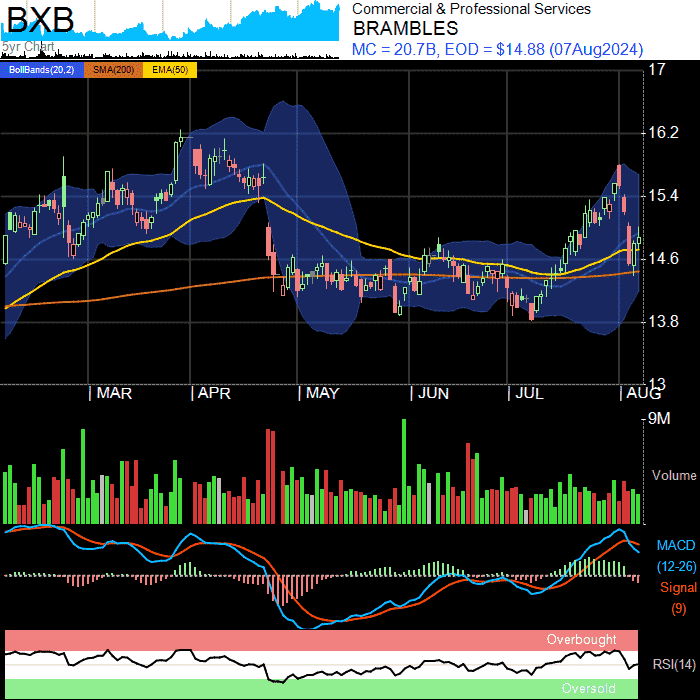 BXB
5yr Chart
Commercial & Professional Services
BRAMBLES
MC = 20.7B, EOD = $14.88 (07Aug2024)
BollBands(20,2) SMA(200) EMA(50)
17
16.2
15.4
14.6
13.8
13
MAR APR MAY JUN JUL AUG
9M
Volume
MACD
(12-26)
Signal
(9)
Overbought
RSI(14)
Oversold